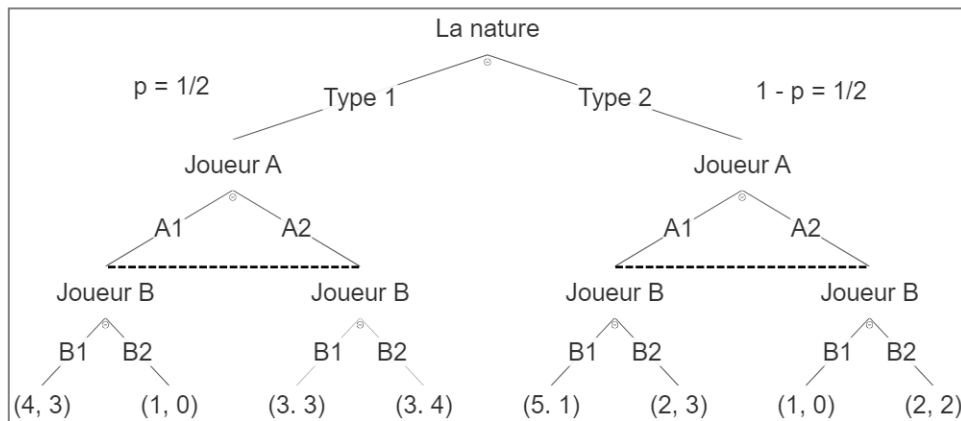 La nature
p = 1/2
Type 1
Type 2
1 - p = 1/2
Joueur A
Joueur A
A1
A2
A1
A2
Joueur B
Joueur B
Joueur B
Joueur B
B1
B2
B1
B2
B1
B2
B1
B2
(4, 3)
(1, 0)
(3. 3)
(3. 4)
(5. 1)
(2, 3)
(1, 0)
(2, 2)